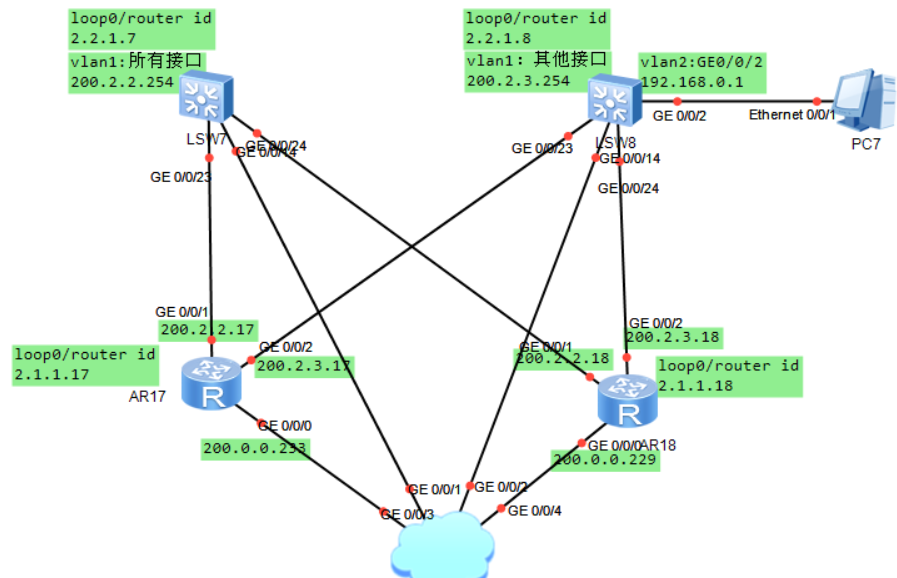 loop0/router id
2.2.1.7
vlan1:所有接口
200.2.2.254
LSW7
GE 0/0/24
GE 0/0/14
GE 0/0/23
loop0/router id
2.2.1.8
vlan1: 其他接口
200.2.3.254
vlan2:GE0/0/2
192.168.0.1
LSW8
GE 0/0/2
Ethernet 0/0/1
PC7
GE 0/0/23
GE 0/0/14
GE 0/0/24
GE 0/0/1
200.2.2.17
loop0/router id
2.1.1.17
GE 0/0/2
200.2.3.17
AR17
GE 0/0/0
200.0.0.233
GE 0/0/2
200.2.3.18
GE 0/0/1
200.2.2.18
loop0/router id
2.1.1.18
GE 0/0/0
AR18
200.0.0.229
GE 0/0/1
GE 0/0/2
GE 0/0/3
GE 0/0/4